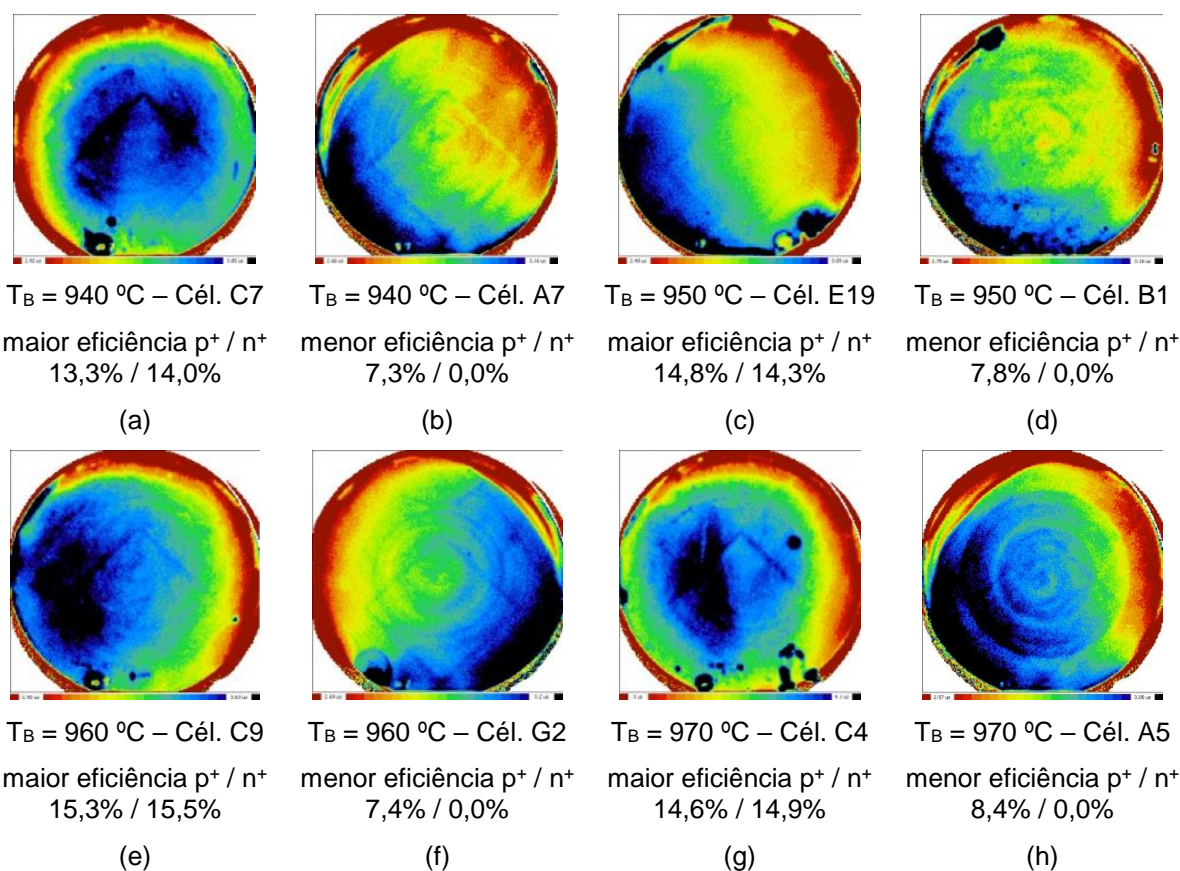 T_B = 940 ºC – Cél. C7
maior eficiência p⁺ / n⁺
13,3% / 14,0%
(a)
T_B = 940 ºC – Cél. A7
menor eficiência p⁺ / n⁺
7,3% / 0,0%
(b)
T_B = 950 ºC – Cél. E19
maior eficiência p⁺ / n⁺
14,8% / 14,3%
(c)
T_B = 950 ºC – Cél. B1
menor eficiência p⁺ / n⁺
7,8% / 0,0%
(d)
T_B = 960 ºC – Cél. C9
maior eficiência p⁺ / n⁺
15,3% / 15,5%
(e)
T_B = 960 ºC – Cél. G2
menor eficiência p⁺ / n⁺
7,4% / 0,0%
(f)
T_B = 970 ºC – Cél. C4
maior eficiência p⁺ / n⁺
14,6% / 14,9%
(g)
T_B = 970 ºC – Cél. A5
menor eficiência p⁺ / n⁺
8,4% / 0,0%
(h)